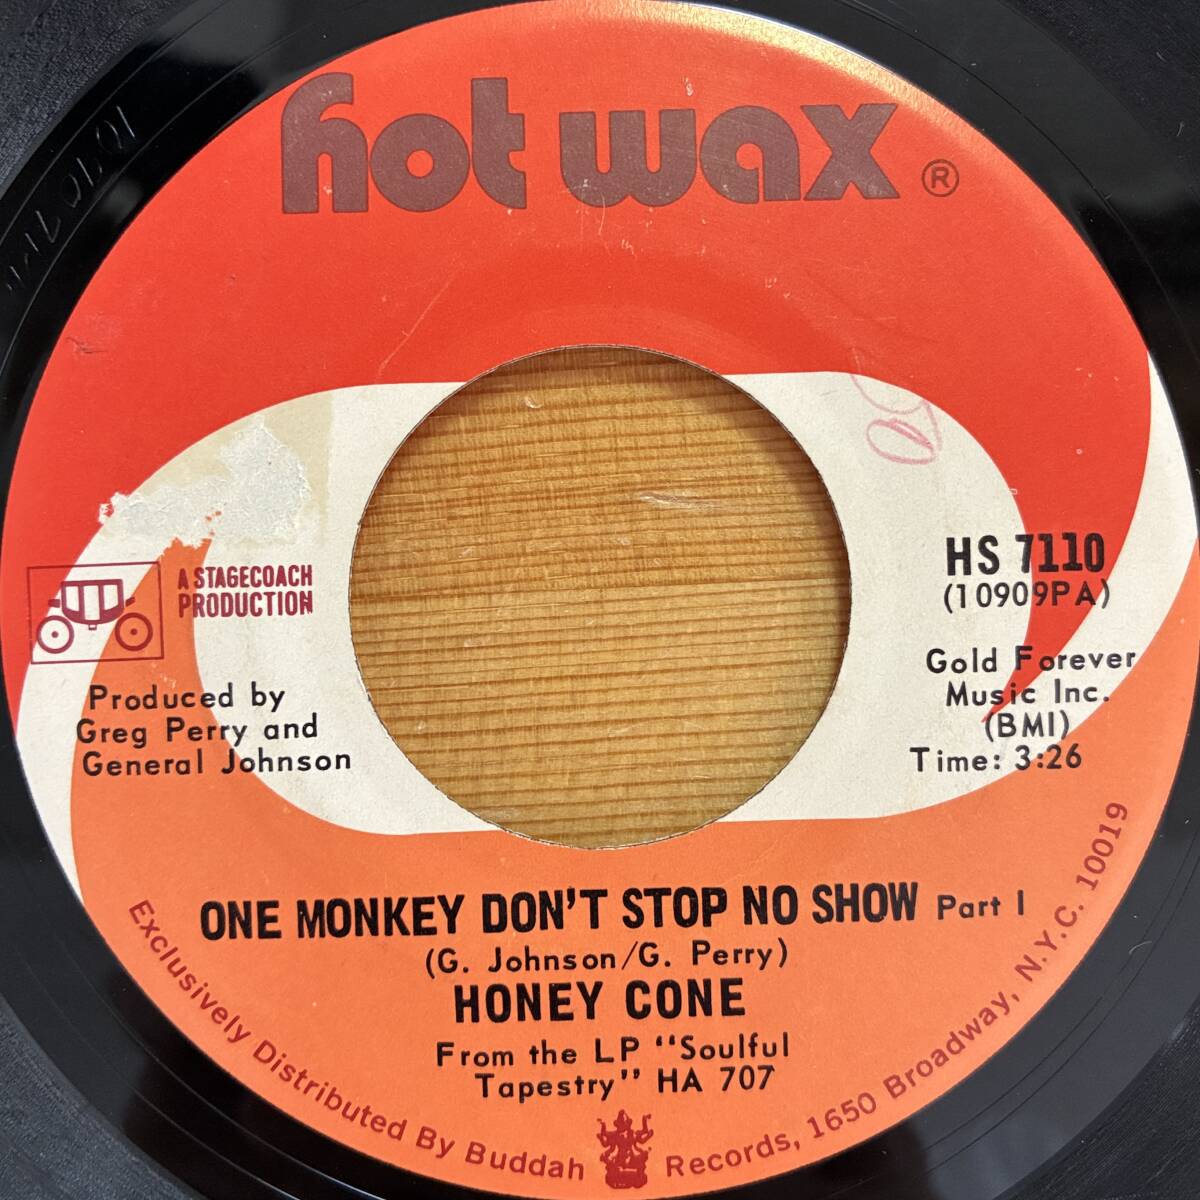 hot wax ®
A STAGECOACH
PRODUCTION
Produced by
Greg Perry and
General Johnson
HS 7110
(10909PA)
Gold Forever
Music Inc.
(BMI)
Time: 3:26
ONE MONKEY DON'T STOP NO SHOW Part I
(G. Johnson/G. Perry)
HONEY CONE
From the LP "Soulful
Tapestry" HA 707
Exclusively Distributed By Buddah Records, 1650 Broadway, N.Y.C. 10019